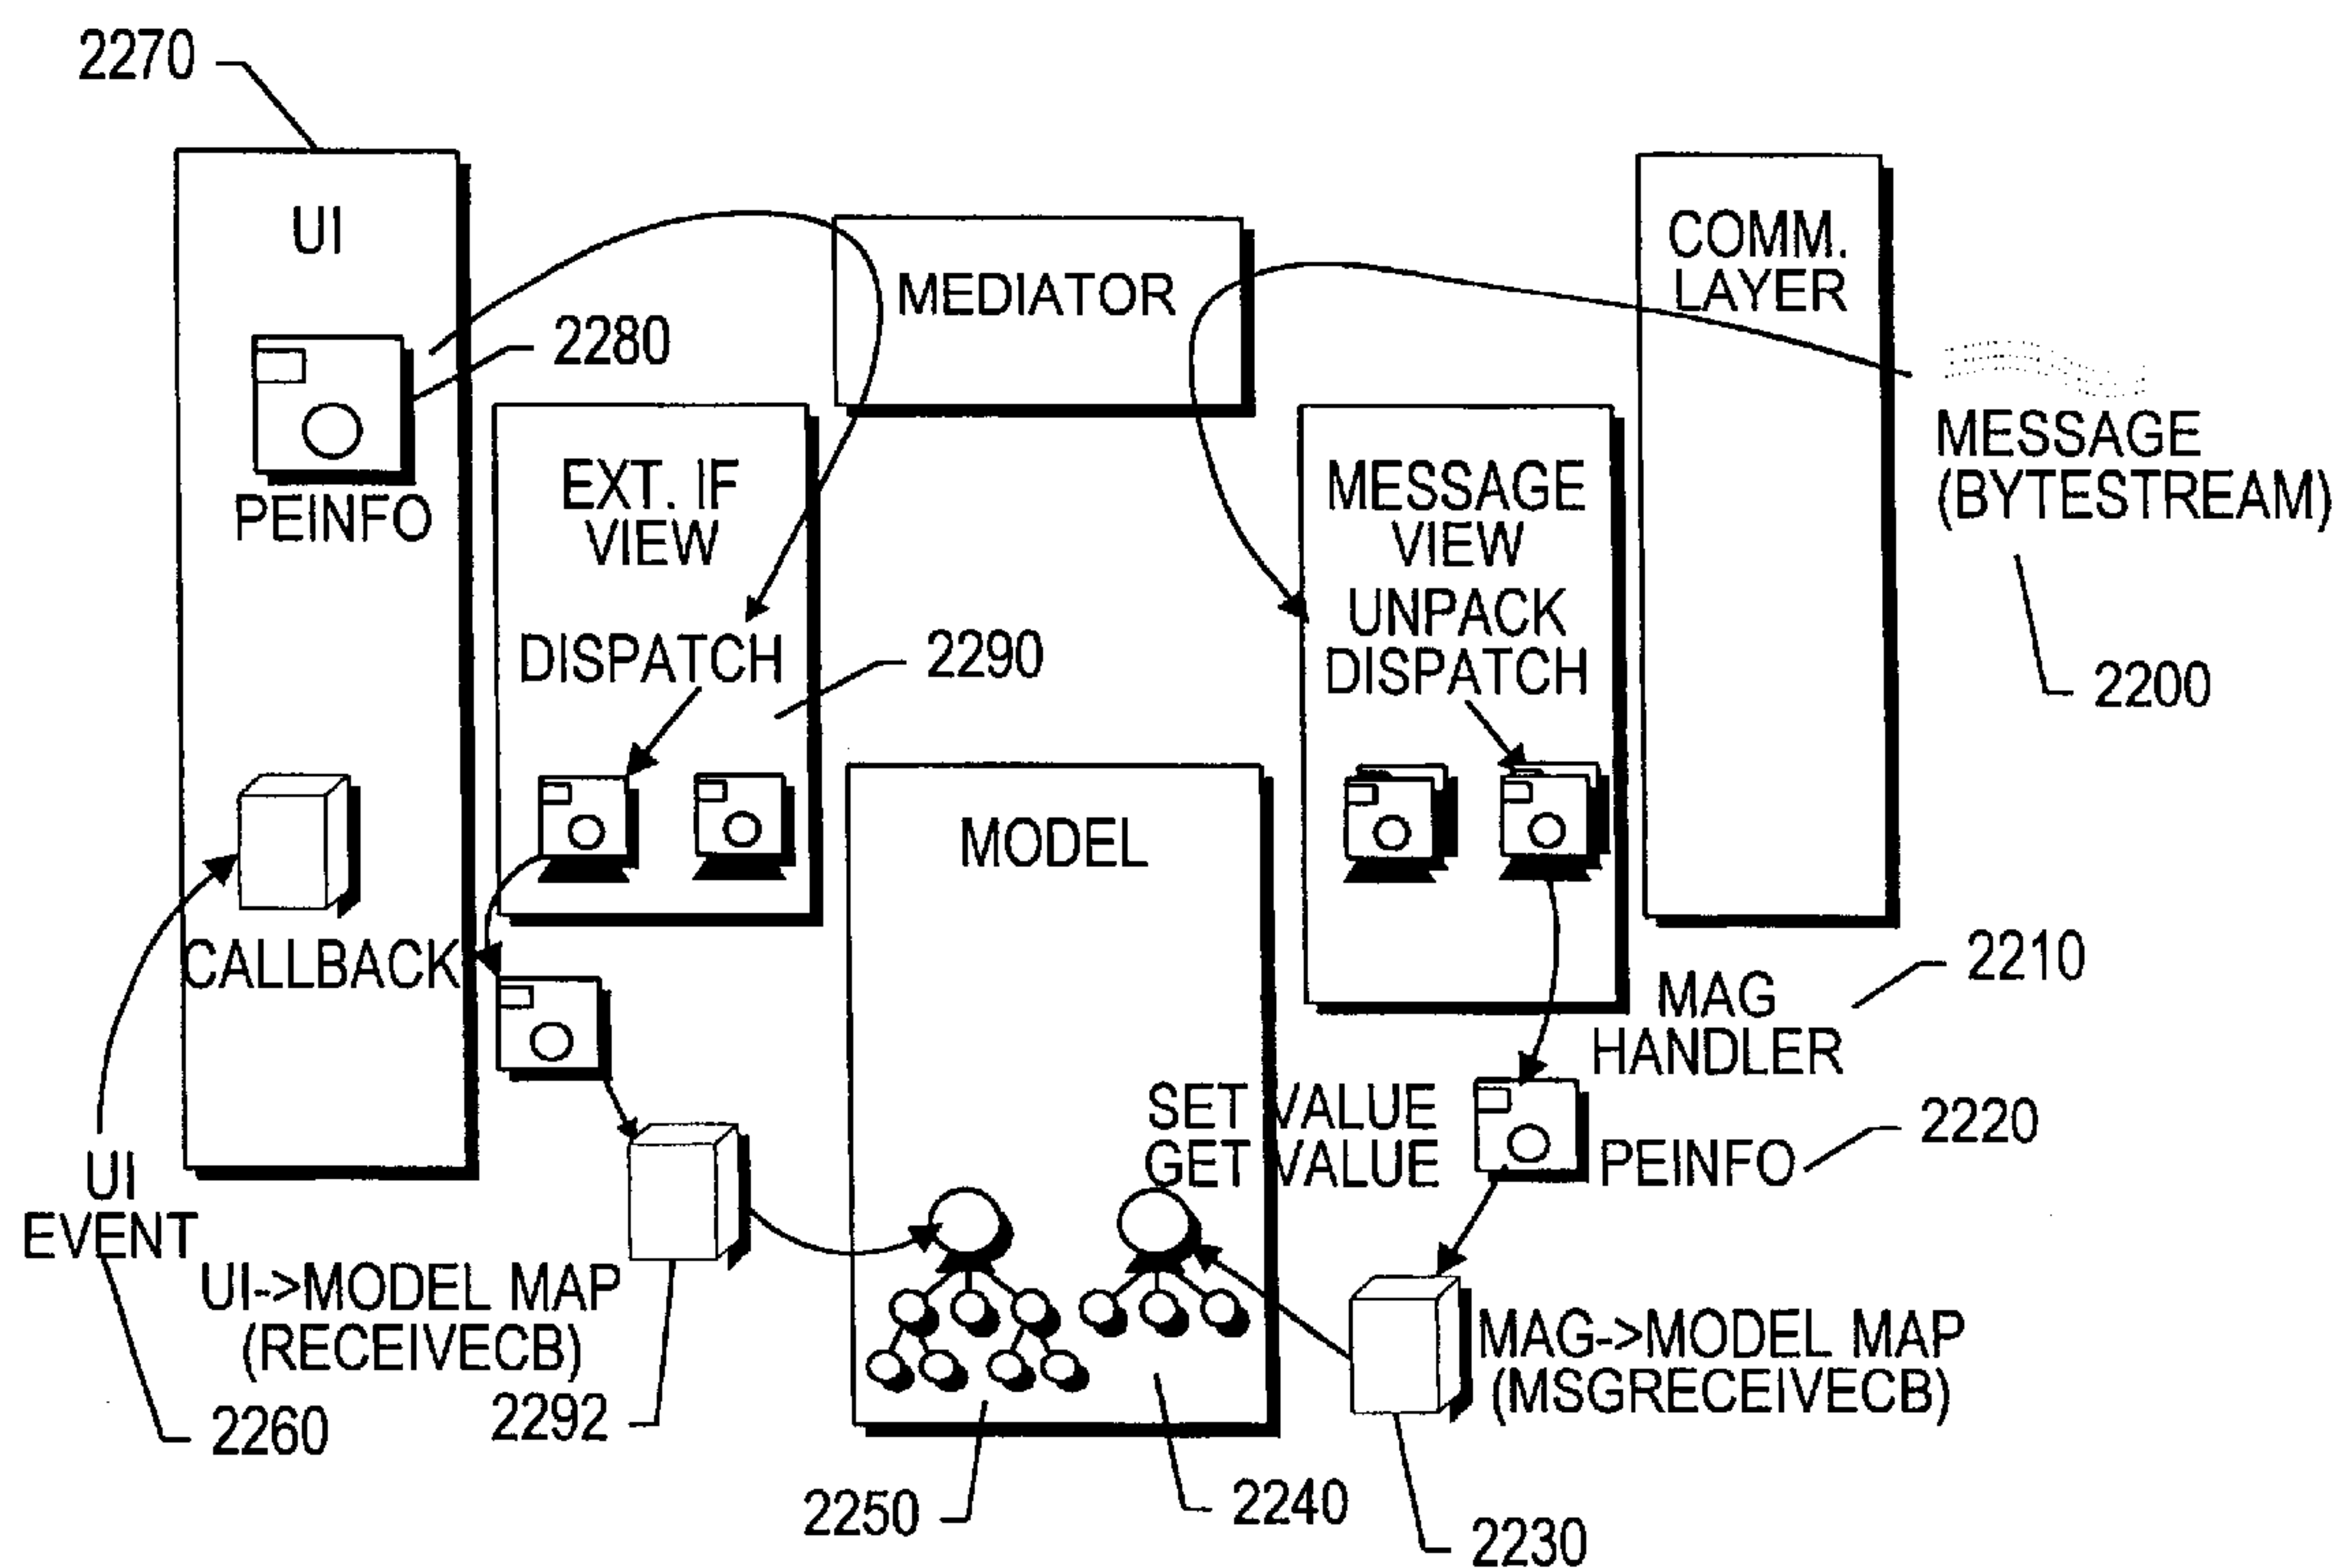 2270
UI
MEDIATOR
COMM.
LAYER
2280
PEINFO
EXT. IF
VIEW
MESSAGE
VIEW
UNPACK
DISPATCH
MESSAGE
(BYTESTREAM)
DISPATCH
2290
2200
MODEL
CALLBACK
2210
MAG
HANDLER
SET VALUE
GET VALUE
PEINFO
2220
UI
EVENT
UI->MODEL MAP
(RECEIVECB)
MAG->MODEL MAP
(MSGRECEIVECB)
2260
2292
2250
2240
2230